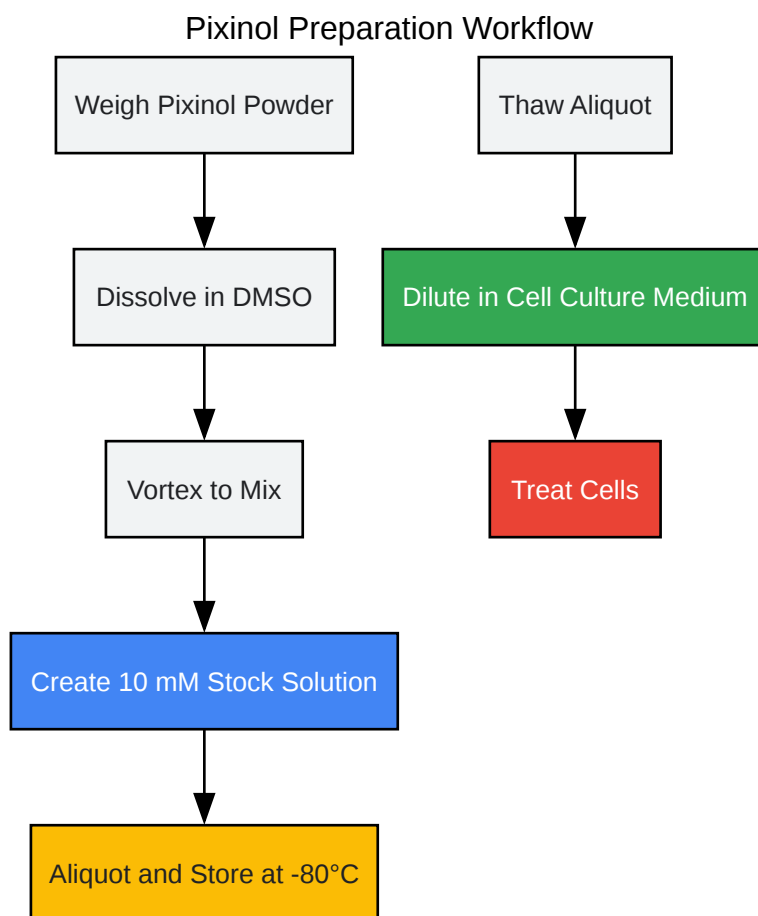 Pixinol Preparation Workflow
Weigh Pixinol Powder
Dissolve in DMSO
Vortex to Mix
Create 10 mM Stock Solution
Aliquot and Store at -80°C
Thaw Aliquot
Dilute in Cell Culture Medium
Treat Cells